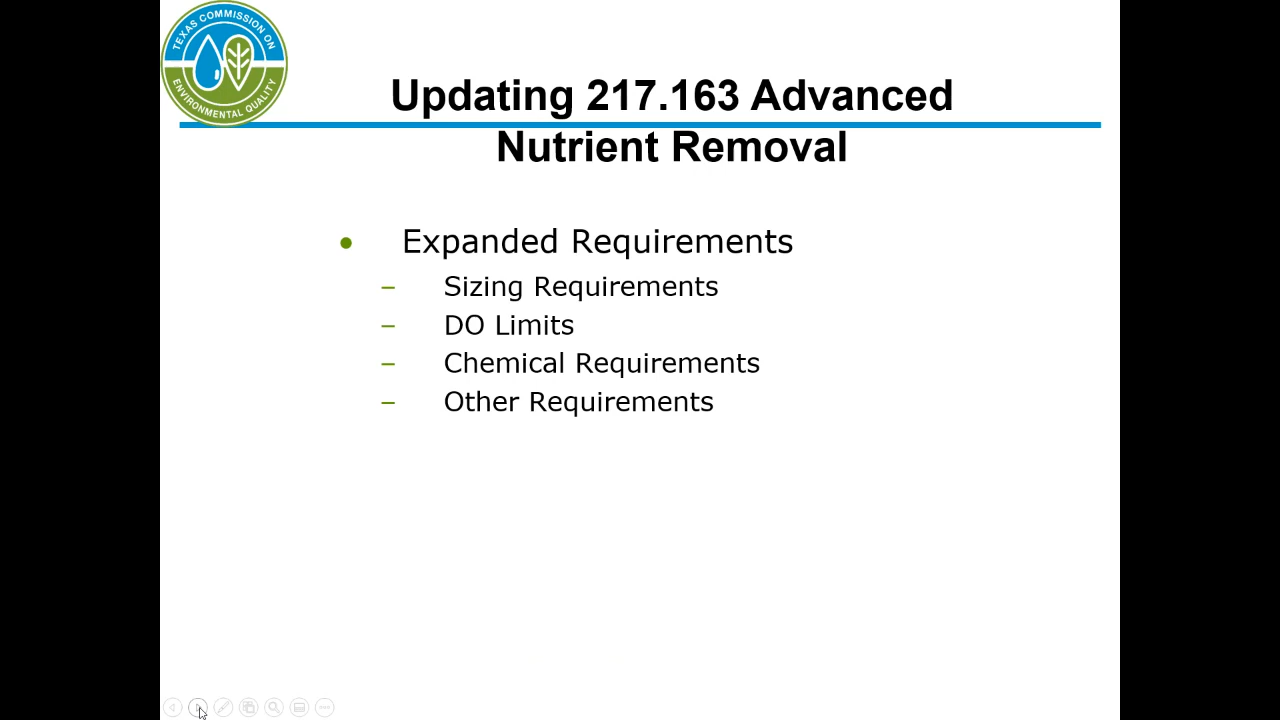 TEXAS COMMISSION ON
ENVIRONMENTAL QUALITY
Updating 217.163 Advanced
Nutrient Removal
• Expanded Requirements
– Sizing Requirements
– DO Limits
– Chemical Requirements
– Other Requirements